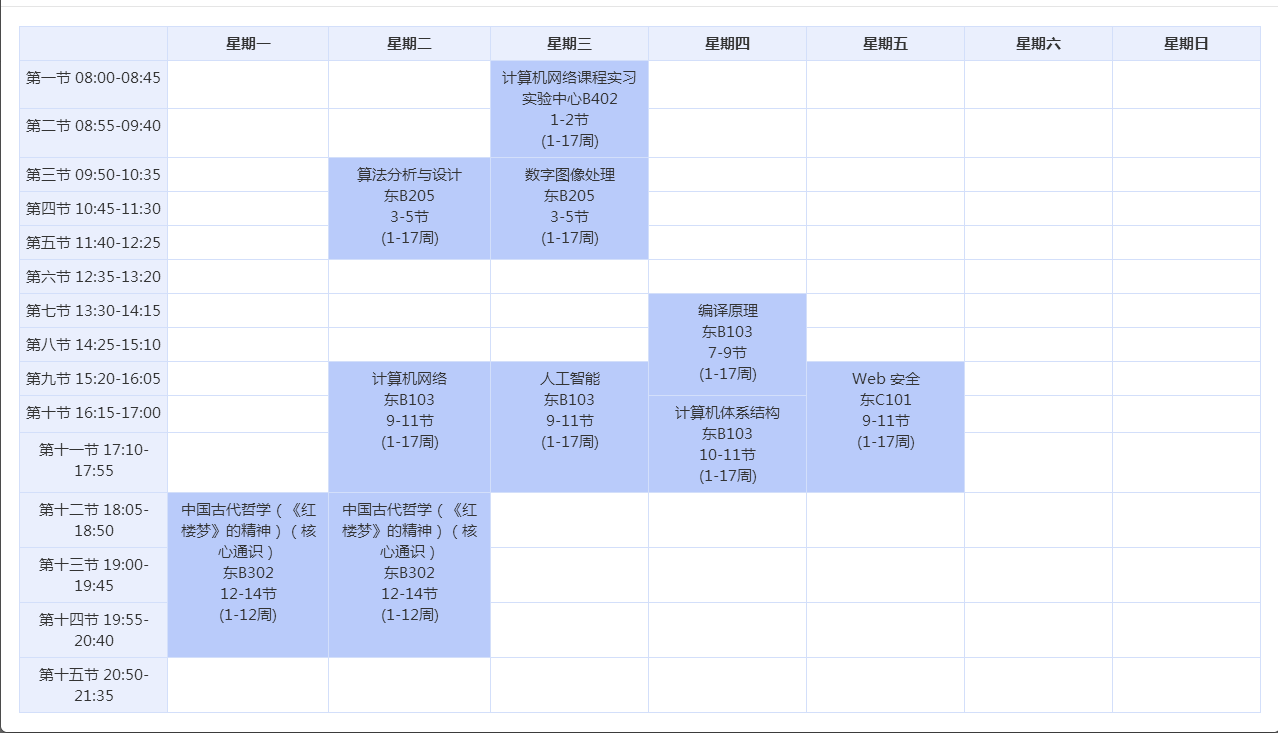 星期一 星期二 星期三 星期四 星期五 星期六 星期日
第一节 08:00-08:45
计算机网络课程实习
实验中心B402
1-2节
(1-17周)
第二节 08:55-09:40
第三节 09:50-10:35
算法分析与设计
东B205
3-5节
(1-17周)
数字图像处理
东B205
3-5节
(1-17周)
第四节 10:45-11:30
第五节 11:40-12:25
第六节 12:35-13:20
第七节 13:30-14:15
编译原理
东B103
7-9节
(1-17周)
第八节 14:25-15:10
第九节 15:20-16:05
计算机网络
东B103
9-11节
(1-17周)
人工智能
东B103
9-11节
(1-17周)
Web 安全
东C101
9-11节
(1-17周)
第十节 16:15-17:00
计算机体系结构
东B103
10-11节
(1-17周)
第十一节 17:10-
17:55
第十二节 18:05-
18:50
中国古代哲学（《红
楼梦》的精神）（核
心通识）
东B302
12-14节
(1-12周)
中国古代哲学（《红
楼梦》的精神）（核
心通识）
东B302
12-14节
(1-12周)
第十三节 19:00-
19:45
第十四节 19:55-
20:40
第十五节 20:50-
21:35